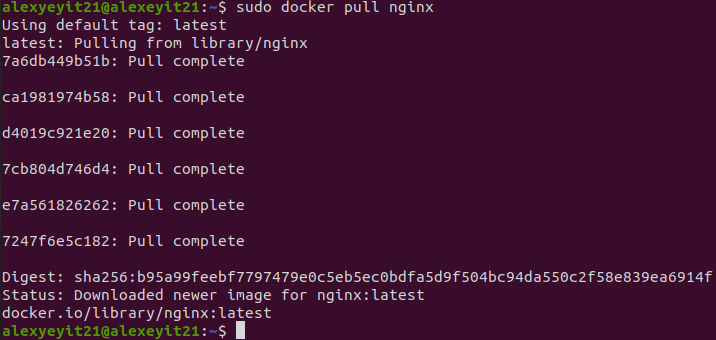 alexyeyit21@alexeyit21:~$ sudo docker pull nginx
Using default tag: latest
latest: Pulling from library/nginx
7a6db449b51b: Pull complete
ca1981974b58: Pull complete
d4019c921e20: Pull complete
7cb804d746d4: Pull complete
e7a561826262: Pull complete
7247f6e5c182: Pull complete
Digest: sha256:b95a99feebf7797479e0c5eb5ec0bdfa5d9f504bc94da550c2f58e839ea6914f
Status: Downloaded newer image for nginx:latest
docker.io/library/nginx:latest
alexyeyit21@alexeyit21:~$